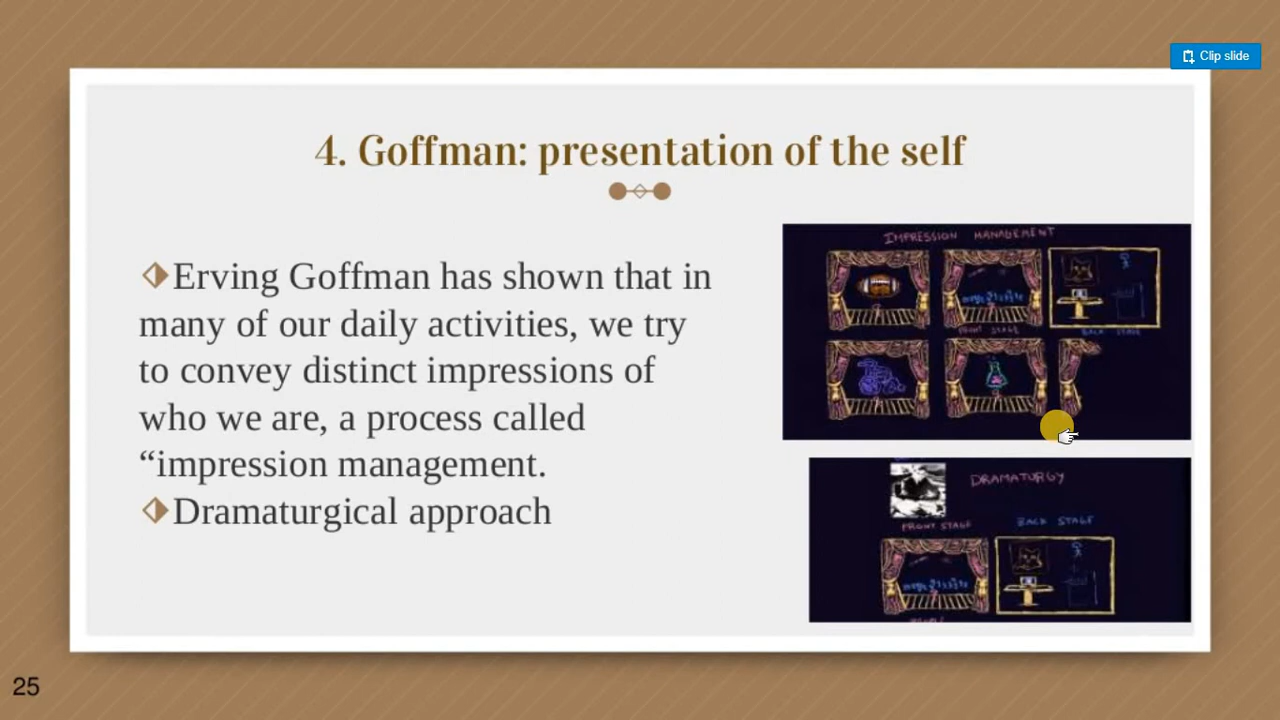 Clip slide
4. Goffman: presentation of the self
Erving Goffman has shown that in
many of our daily activities, we try
to convey distinct impressions of
who we are, a process called
“impression management.
Dramaturgical approach
IMPRESSION MANAGEMENT
FRONT STAGE
BACK STAGE
DRAMATURGY
FRONT STAGE
BACK STAGE
25